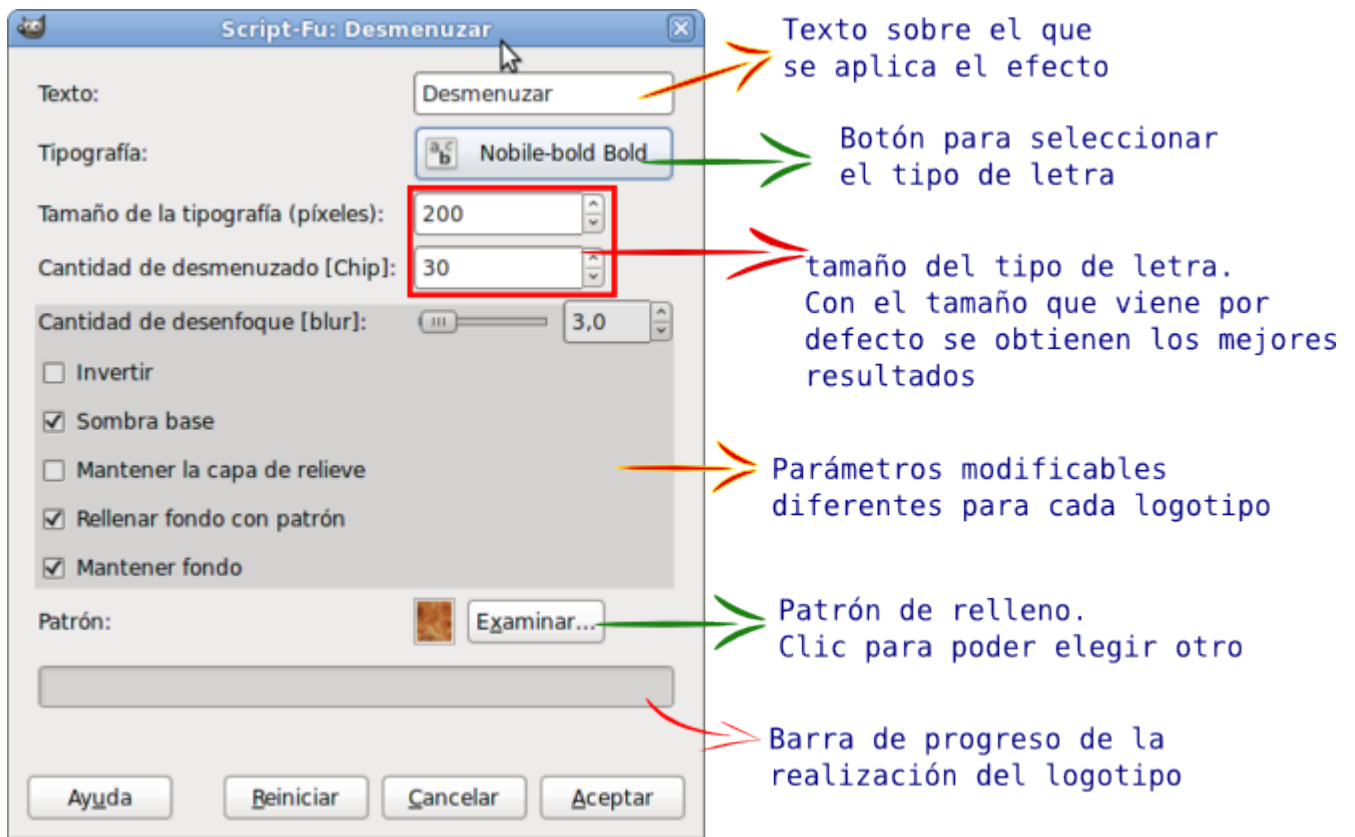 Script-Fu: Desmenuzar
Texto:
Desmenuzar
Texto sobre el que
se aplica el efecto
Tipografía:
Nobile-bold Bold
Botón para seleccionar
el tipo de letra
Tamaño de la tipografía (píxeles):
200
Cantidad de desmenuzado [Chip]:
30
tamaño del tipo de letra.
Con el tamaño que viene por
defecto se obtienen los mejores
resultados
Cantidad de desenfoque [blur]:
3,0
Invertir
Sombra base
Mantener la capa de relieve
Rellenar fondo con patrón
Mantener fondo
Parámetros modificables
diferentes para cada logotipo
Patrón:
Examinar...
Patrón de relleno.
Clic para poder elegir otro
Barra de progreso de la
realización del logotipo
Ayuda
Reiniciar
Cancelar
Aceptar